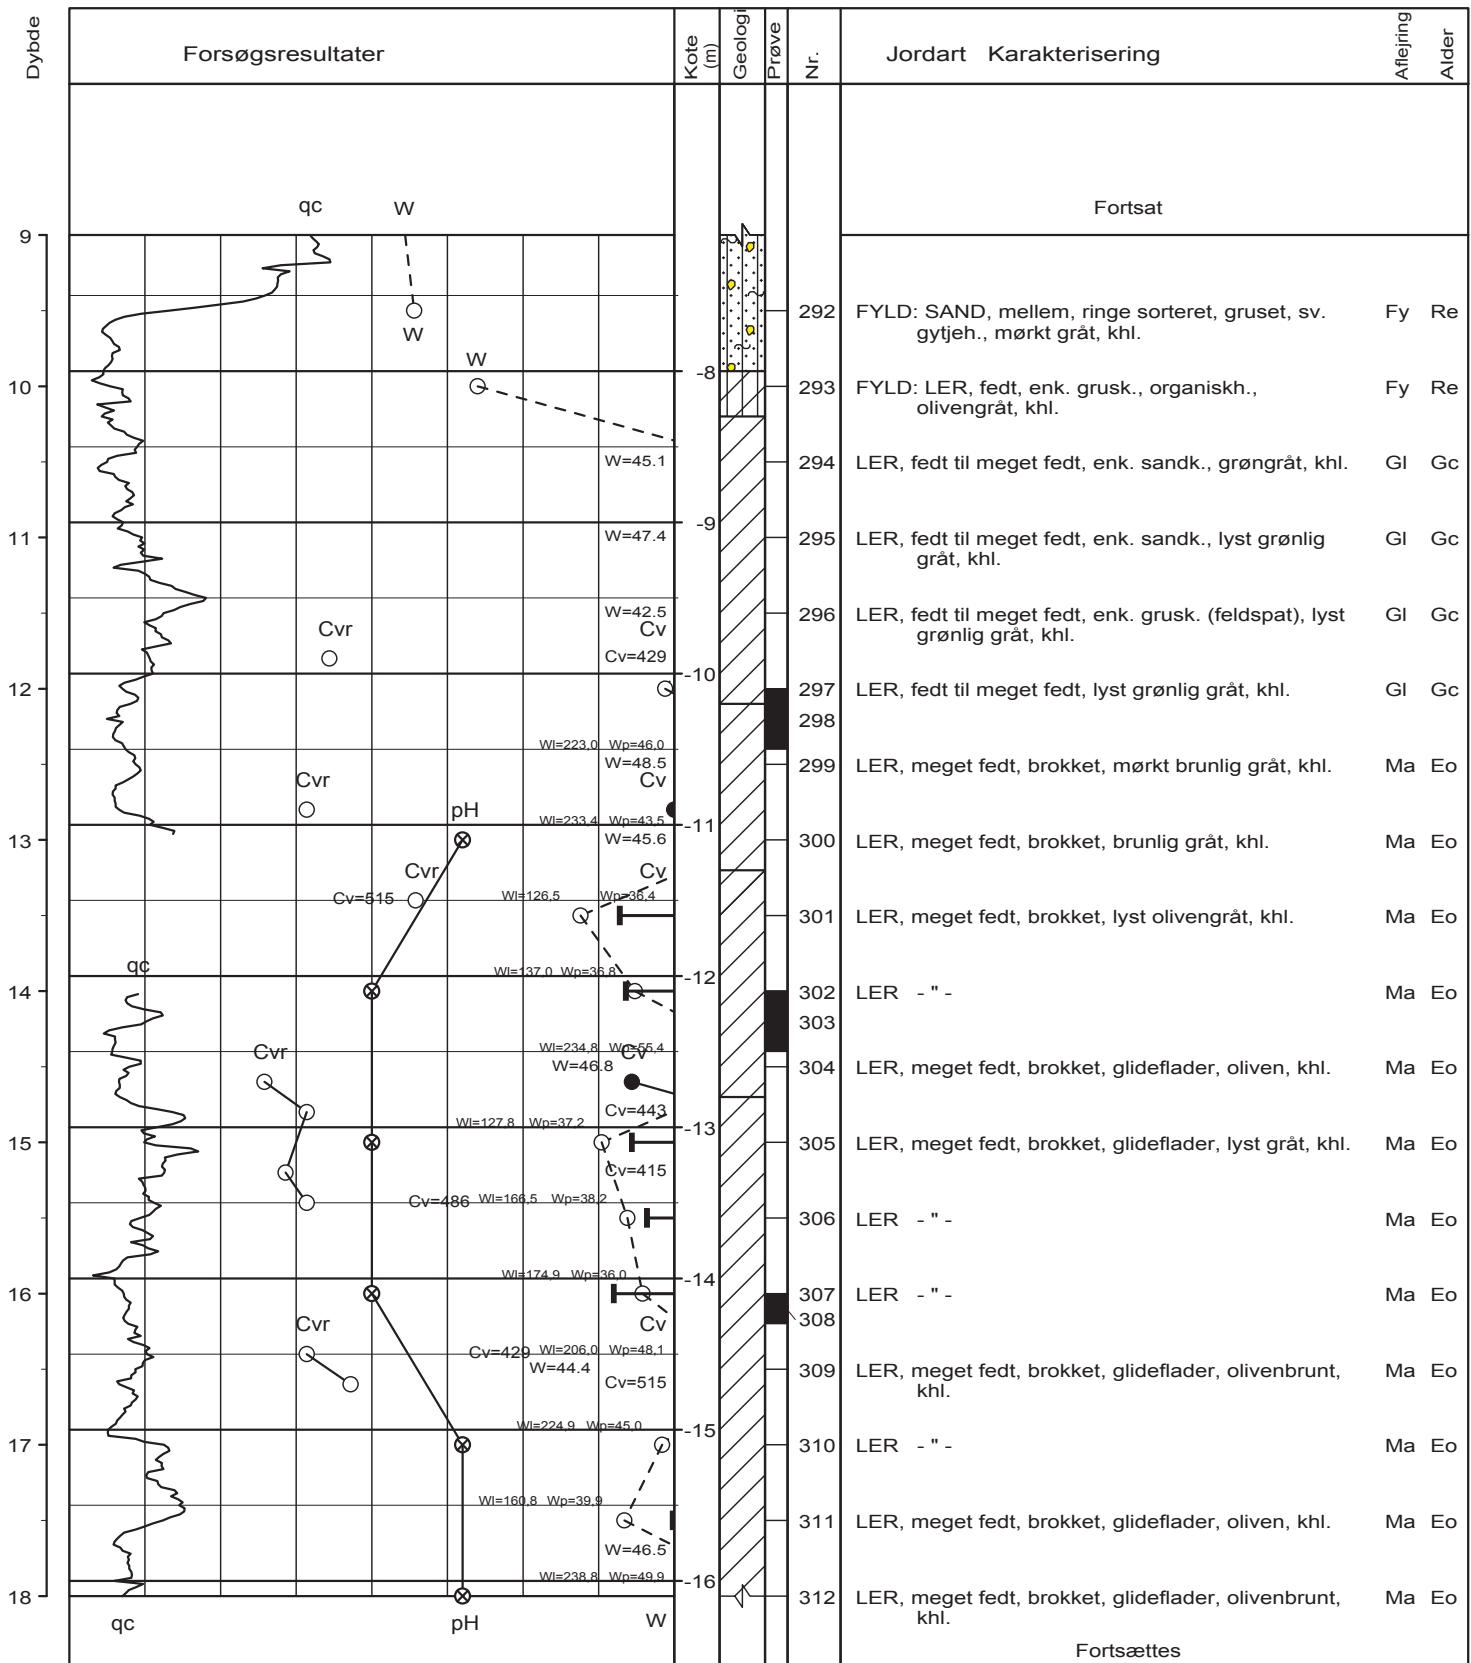 Dybde
Forsøgsresultater
Kote (m)
Geologi
Prøve
Nr.
Jordart Karakterisering
Aflejring
Alder
qc W
Fortsat
9
W
292 FYLD: SAND, mellem, ringe sorteret, gruset, sv. Fy Re
gytjeh., mørkt gråt, khl.
W
-8
10
293 FYLD: LER, fedt, enk. grusk., organiskh., Fy Re
olivengråt, khl.
W=45.1
294 LER, fedt til meget fedt, enk. sandk., grøngråt, khl. Gl Gc
-9
11
W=47.4
295 LER, fedt til meget fedt, enk. sandk., lyst grønlig Gl Gc
gråt, khl.
W=42.5
296 LER, fedt til meget fedt, enk. grusk. (feldspat), lyst Gl Gc
grønlig gråt, khl.
Cvr Cv
Cv=429
-10
12
297 LER, fedt til meget fedt, lyst grønlig gråt, khl. Gl Gc
298
Wl=223,0 Wp=46,0
W=48.5
299 LER, meget fedt, brokket, mørkt brunlig gråt, khl. Ma Eo
Cvr Cv
pH
Wl=233,4 Wp=43,5
-11
13
W=45.6
300 LER, meget fedt, brokket, brunlig gråt, khl. Ma Eo
Cvr Cv
Cv=515 Wl=126,5 Wp=36,4
301 LER, meget fedt, brokket, lyst olivengråt, khl. Ma Eo
qc
Wl=137,0 Wp=36,8
-12
14
302 LER - " - Ma Eo
303
Wl=234,8 Wp=55,4
Cvr Cv
W=46.8
304 LER, meget fedt, brokket, glideflader, oliven, khl. Ma Eo
Cv=443
Wl=127,8 Wp=37,2
-13
15
305 LER, meget fedt, brokket, glideflader, lyst gråt, khl. Ma Eo
Cv=415
Cv=486 Wl=166,5 Wp=38,2
306 LER - " - Ma Eo
Wl=174,9 Wp=36,0
-14
16
307 LER - " - Ma Eo
308
Cvr Cv
Cv=429 Wl=206,0 Wp=48,1
W=44.4
309 LER, meget fedt, brokket, glideflader, olivenbrunt, Ma Eo
khl.
Cv=515
Wl=224,9 Wp=45,0
-15
17
310 LER - " - Ma Eo
Wl=160,8 Wp=39,9
311 LER, meget fedt, brokket, glideflader, oliven, khl. Ma Eo
W=46.5
Wl=238,8 Wp=49,9
-16
18
312 LER, meget fedt, brokket, glideflader, olivenbrunt, Ma Eo
khl.
qc pH W
Fortsættes